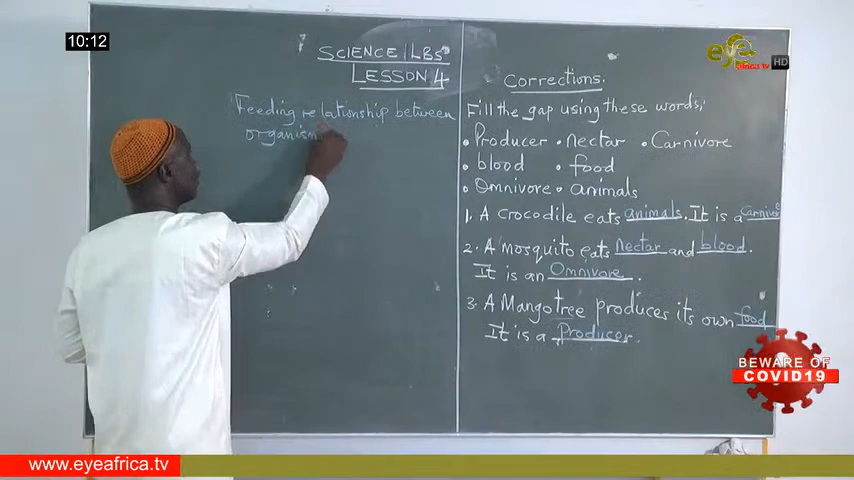 10:12
SCIENCE / LBS
LESSON 4
Feeding relationship between
organism
Corrections.
Fill the gap using these words;
• Producer • nectar • Carnivore
• blood • food
• Omnivore • animals
1. A crocodile eats animals. It is a Carnivore
2. A mosquito eats Nectar and blood.
It is an Omnivore.
3. A Mango tree produces its own food
It is a Producer.
eye
africa tv HD
BEWARE OF
COVID19
www.eyeafrica.tv